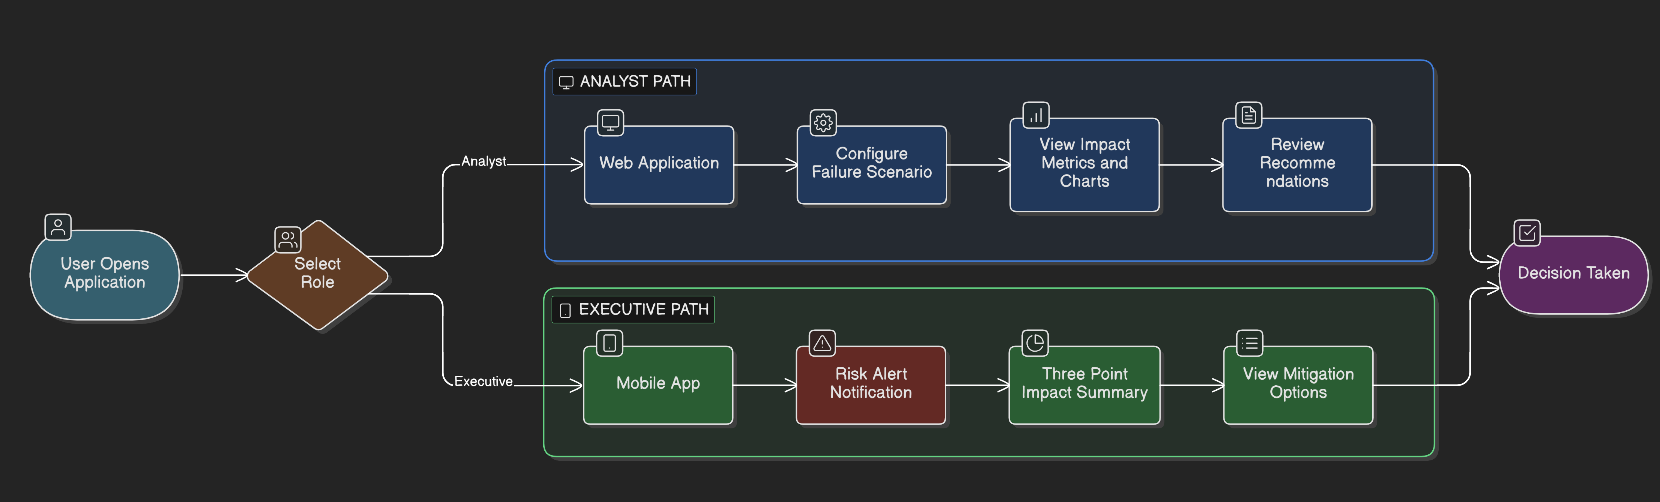 User Opens
Application
Select
Role
Analyst
Executive
ANALYST PATH
Web Application
Configure
Failure Scenario
View Impact
Metrics and
Charts
Review
Recomme
ndations
EXECUTIVE PATH
Mobile App
Risk Alert
Notification
Three Point
Impact Summary
View Mitigation
Options
Decision Taken